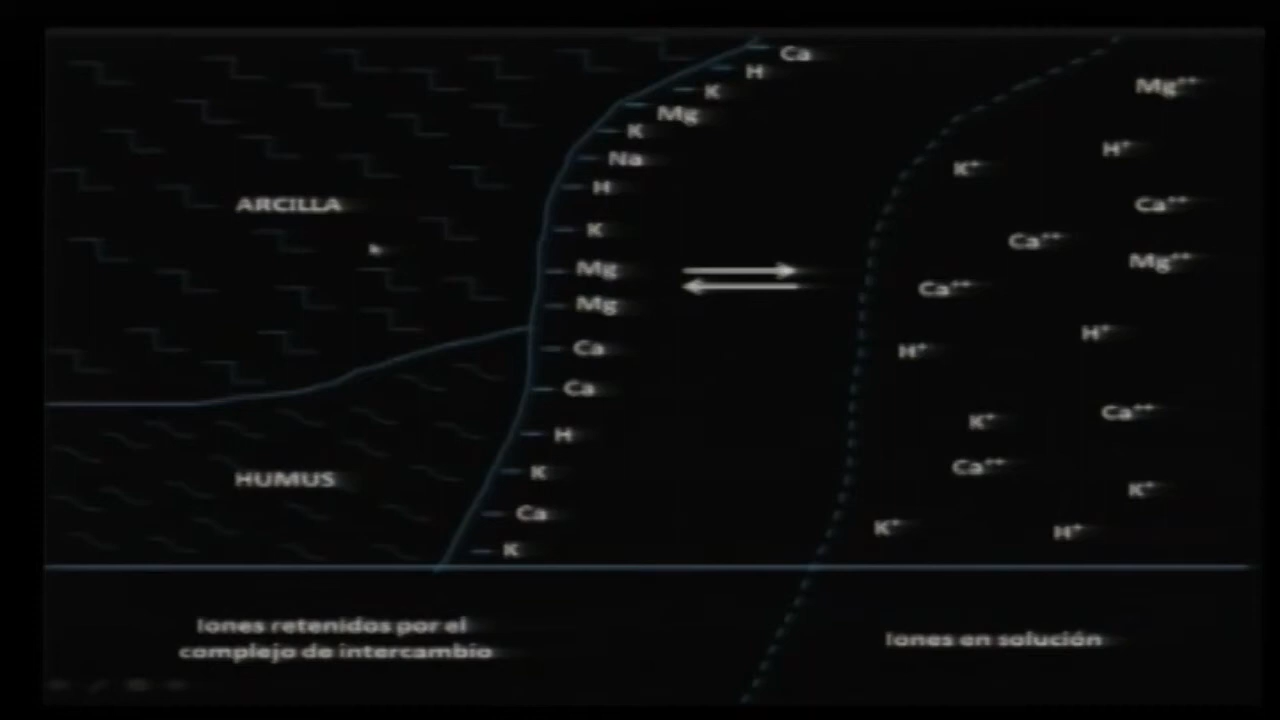 Ca
H
K
Mg
K
Na
H
K
Mg
Mg
Ca
Ca
H
K
Ca
K
ARCILLA
HUMUS
Mg⁺⁺
H⁺
K⁺
Ca⁺⁺
Ca⁺⁺
Mg⁺⁺
Ca⁺⁺
H⁺
H⁺
Ca⁺⁺
K⁺
Ca⁺⁺
K⁺
K⁺
H⁺
Iones retenidos por el
complejo de intercambio
Iones en solución